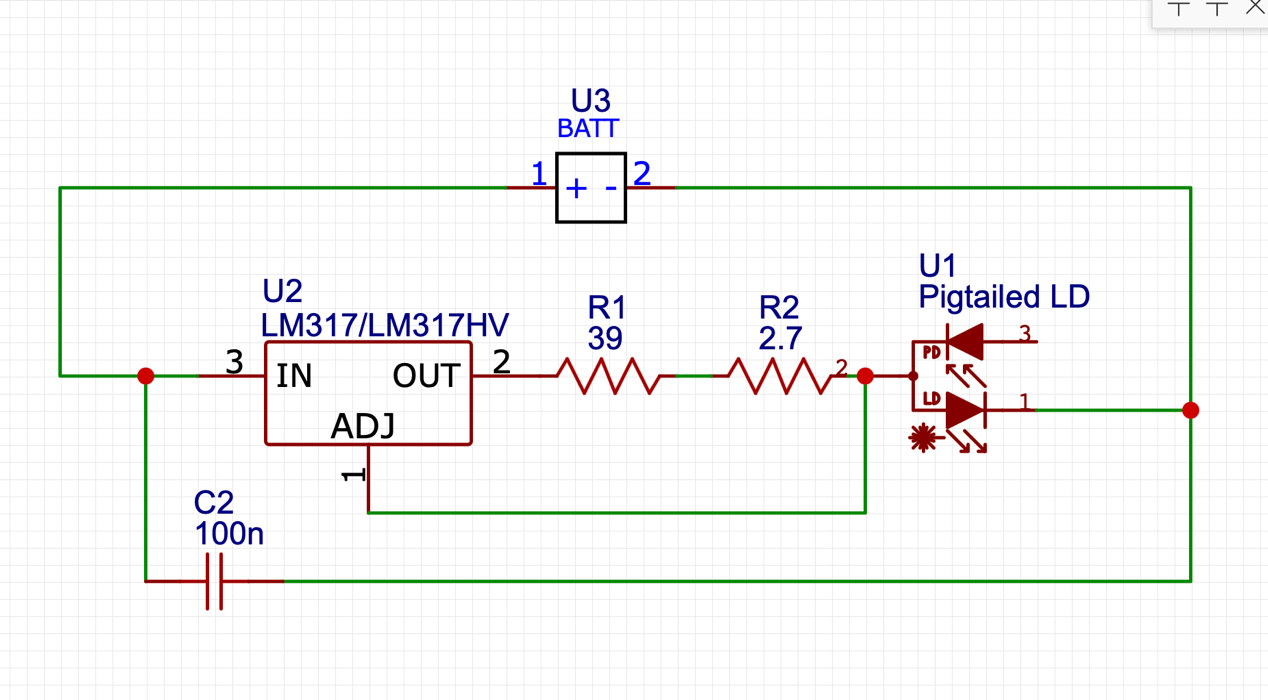 U3
BATT
1 + - 2
U1
Pigtailed LD
U2
LM317/LM317HV
R1
39
R2
2.7
3 IN OUT 2
ADJ
1
2
3
PD
LD
1
C2
100n